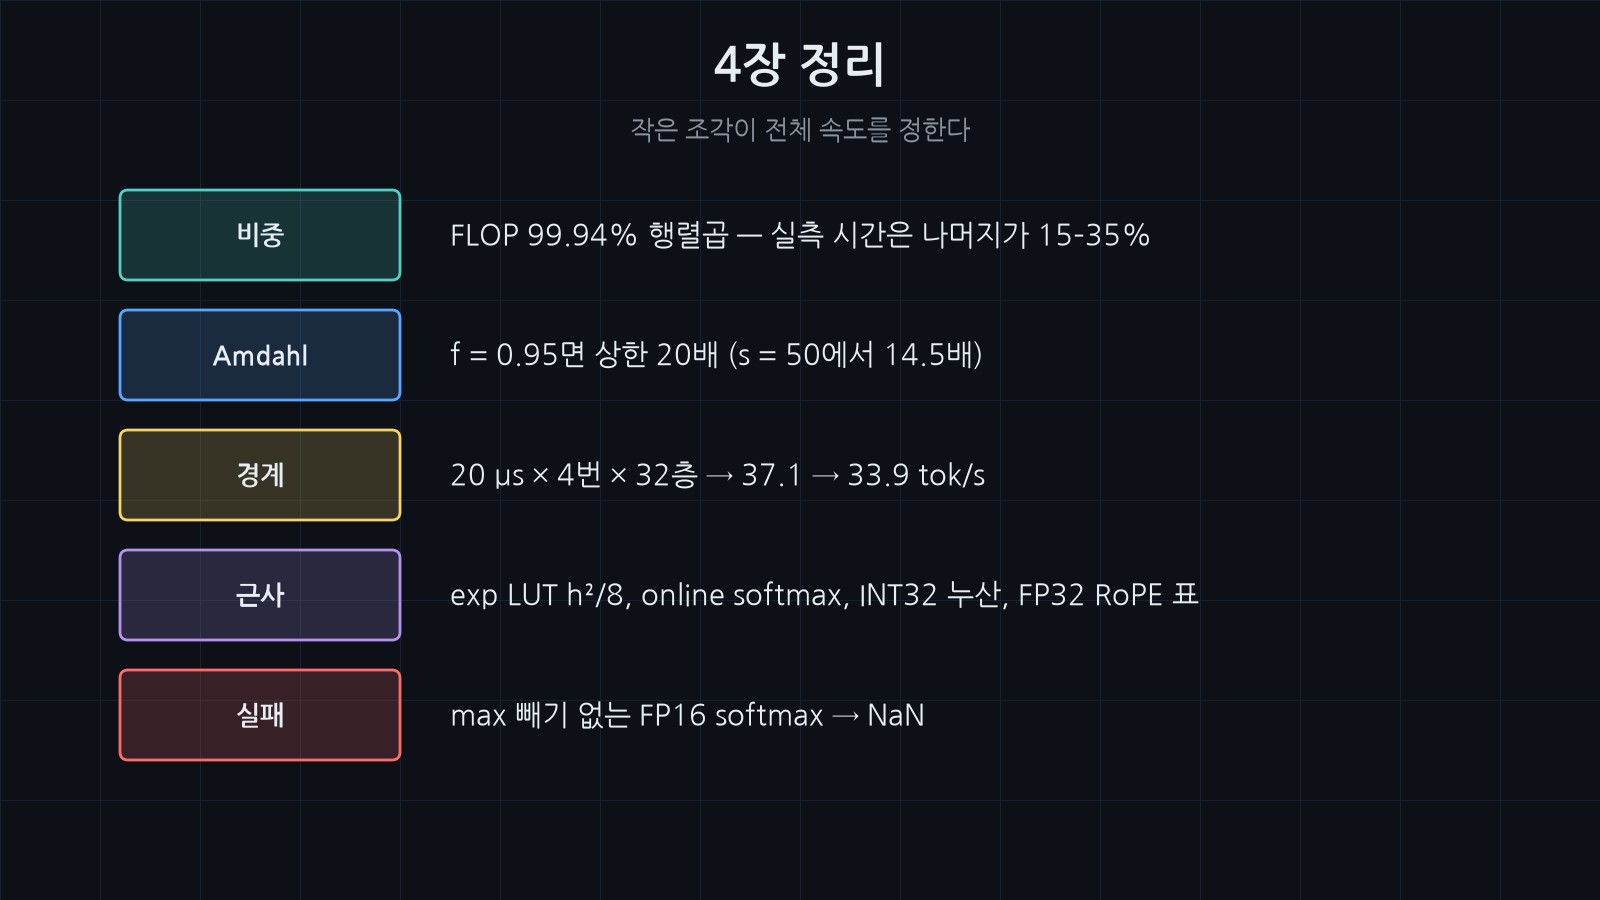 4장 정리
작은 조각이 전체 속도를 정한다
비중
FLOP 99.94% 행렬곱 — 실측 시간은 나머지가 15-35%
Amdahl
f = 0.95면 상한 20배 (s = 50에서 14.5배)
경계
20 µs × 4번 × 32층 → 37.1 → 33.9 tok/s
근사
exp LUT h²/8, online softmax, INT32 누산, FP32 RoPE 표
실패
max 빼기 없는 FP16 softmax → NaN